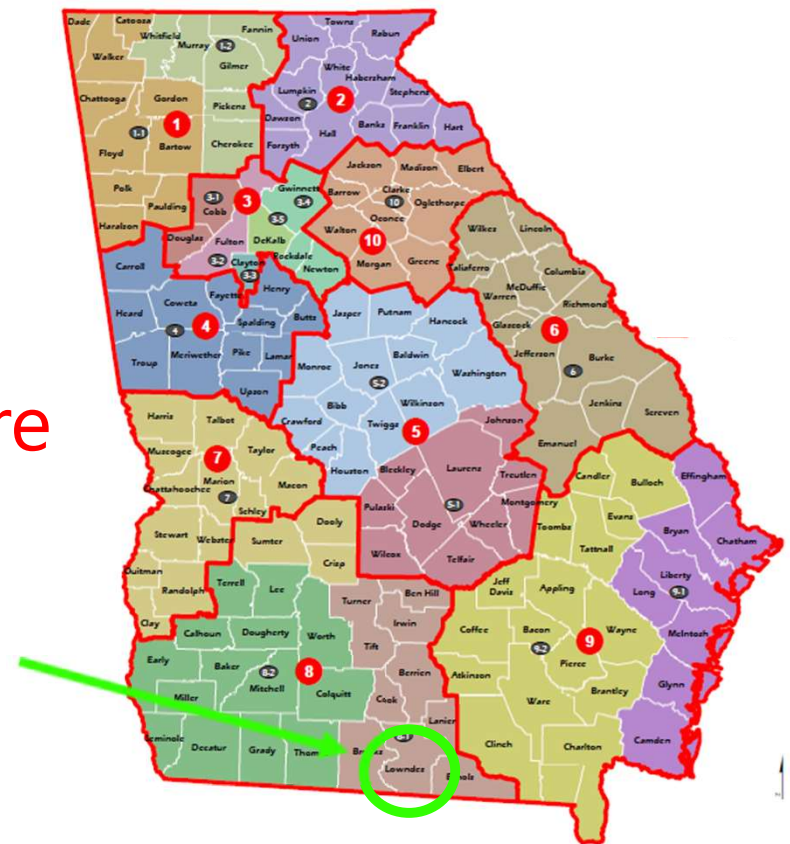 Dade
Catoosa
Whitfield
Murray
1-2
Fannin
Union
Towns
Rabun
Walker
Gilmer
White
Habersham
Lumpkin
2
2
Stephens
Chattooga
Gordon
Pickens
Dawson
Hall
Banks
Franklin
Hart
1-1
1
Floyd
Bartow
Cherokee
Forsyth
Jackson
Madison
Elbert
Polk
Paulding
Haralson
3-1
Cobb
3
Gwinnett
3-4
3-5
Barrow
Clarke
10
Oglethorpe
Oconee
Walton
10
Morgan
Greene
Wilkes
Lincoln
Douglas
Fulton
DeKalb
3-2
Clayton
3-3
Rockdale
Newton
Taliaferro
Columbia
McDuffie
Warren
Richmond
Carroll
Heard
Coweta
Fayette
Henry
4
4
Spalding
Butts
Jasper
Putnam
Hancock
Glascock
6
Jefferson
Burke
6
Troup
Meriwether
Pike
Lamar
Upson
Monroe
Jones
Baldwin
5-2
Washington
Jenkins
Screven
re
Bibb
Wilkinson
Crawford
Twiggs
5
Johnson
Emanuel
Peach
Houston
Harris
Talbot
Muscogee
7
Taylor
Chattahoochee
Marion
7
Macon
Schley
Bleckley
Laurens
Treutlen
Candler
Bulloch
Effingham
Pulaski
5-1
Montgomery
Dodge
Wheeler
Toombs
Evans
Tattnall
Bryan
Chatham
Stewart
Webster
Sumter
Dooly
Crisp
Wilcox
Telfair
Quitman
Randolph
Clay
Terrell
Lee
Turner
Ben Hill
Irwin
Jeff
Davis
Appling
Long
Liberty
9-1
McIntosh
Calhoun
Dougherty
Worth
Tift
Coffee
Bacon
9-2
9
Wayne
Pierce
Early
Baker
8-2
Mitchell
8
Colquitt
Berrien
Cook
Atkinson
Ware
Brantley
Glynn
Miller
Lanier
Clinch
Charlton
Camden
Decatur
Grady
Lowndes